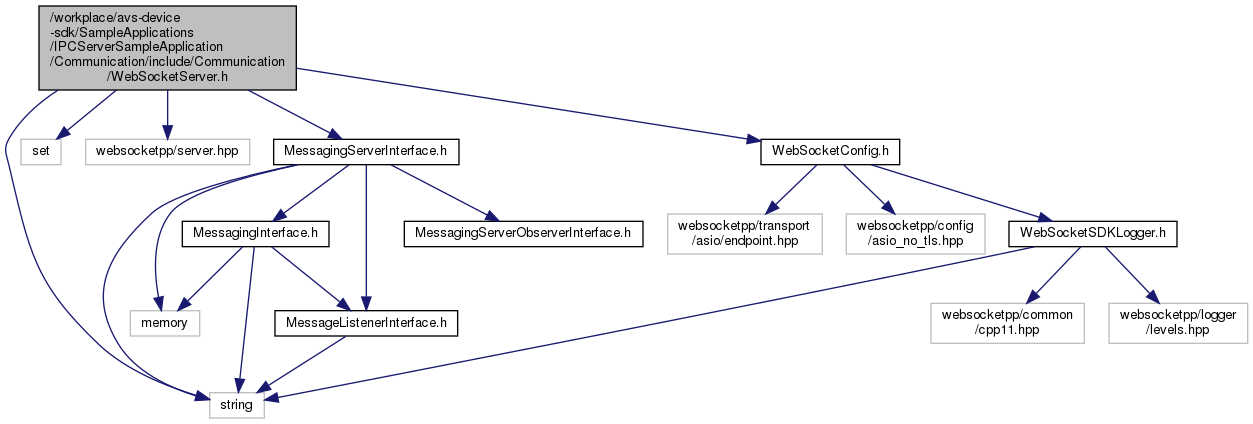 /workplace/avs-device
-sdk/SampleApplications
/IPCServerSampleApplication
/Communication/include/Communication
/WebSocketServer.h
set
websocketpp/server.hpp
MessagingServerInterface.h
WebSocketConfig.h
MessagingInterface.h
MessagingServerObserverInterface.h
websocketpp/transport
/asio/endpoint.hpp
websocketpp/config
/asio_no_tls.hpp
WebSocketSDKLogger.h
memory
MessageListenerInterface.h
websocketpp/common
/cpp11.hpp
websocketpp/logger
/levels.hpp
string